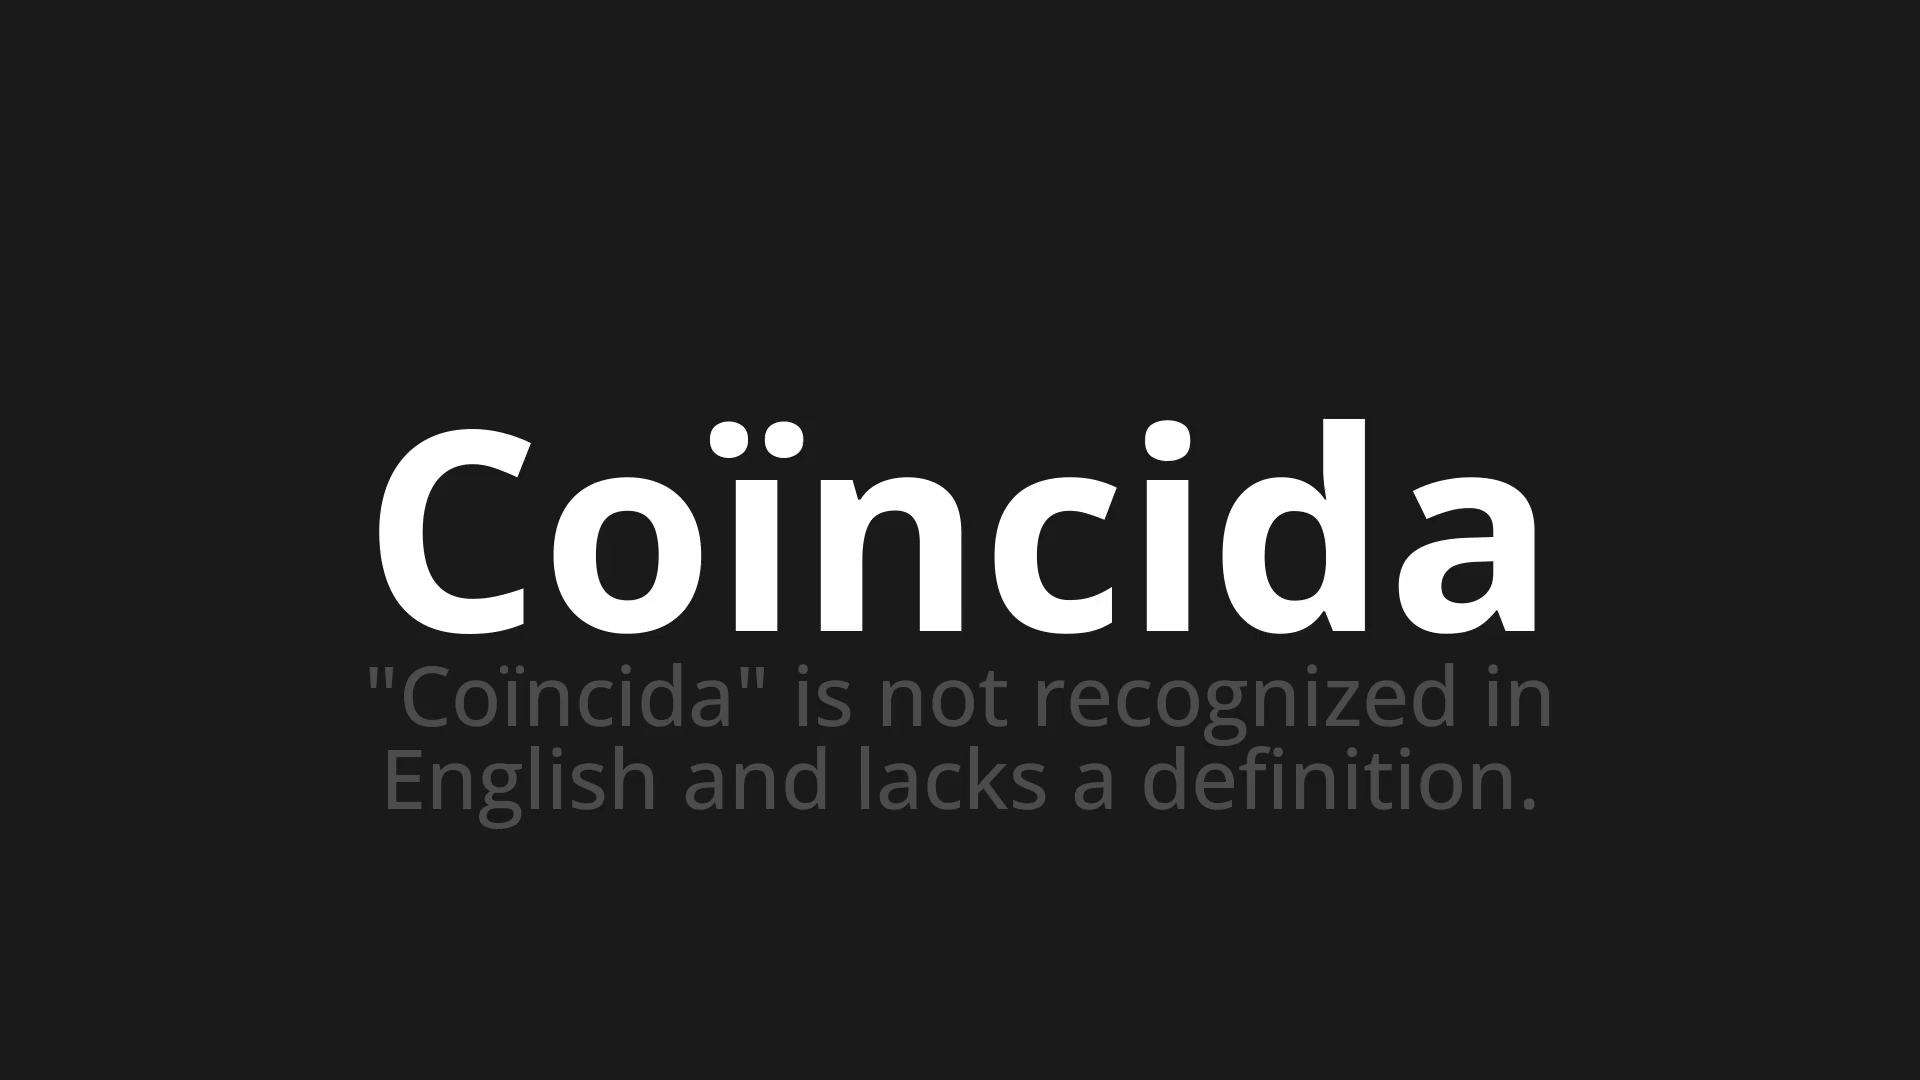 Coïncida
"Coïncida" is not recognized in
English and lacks a definition.